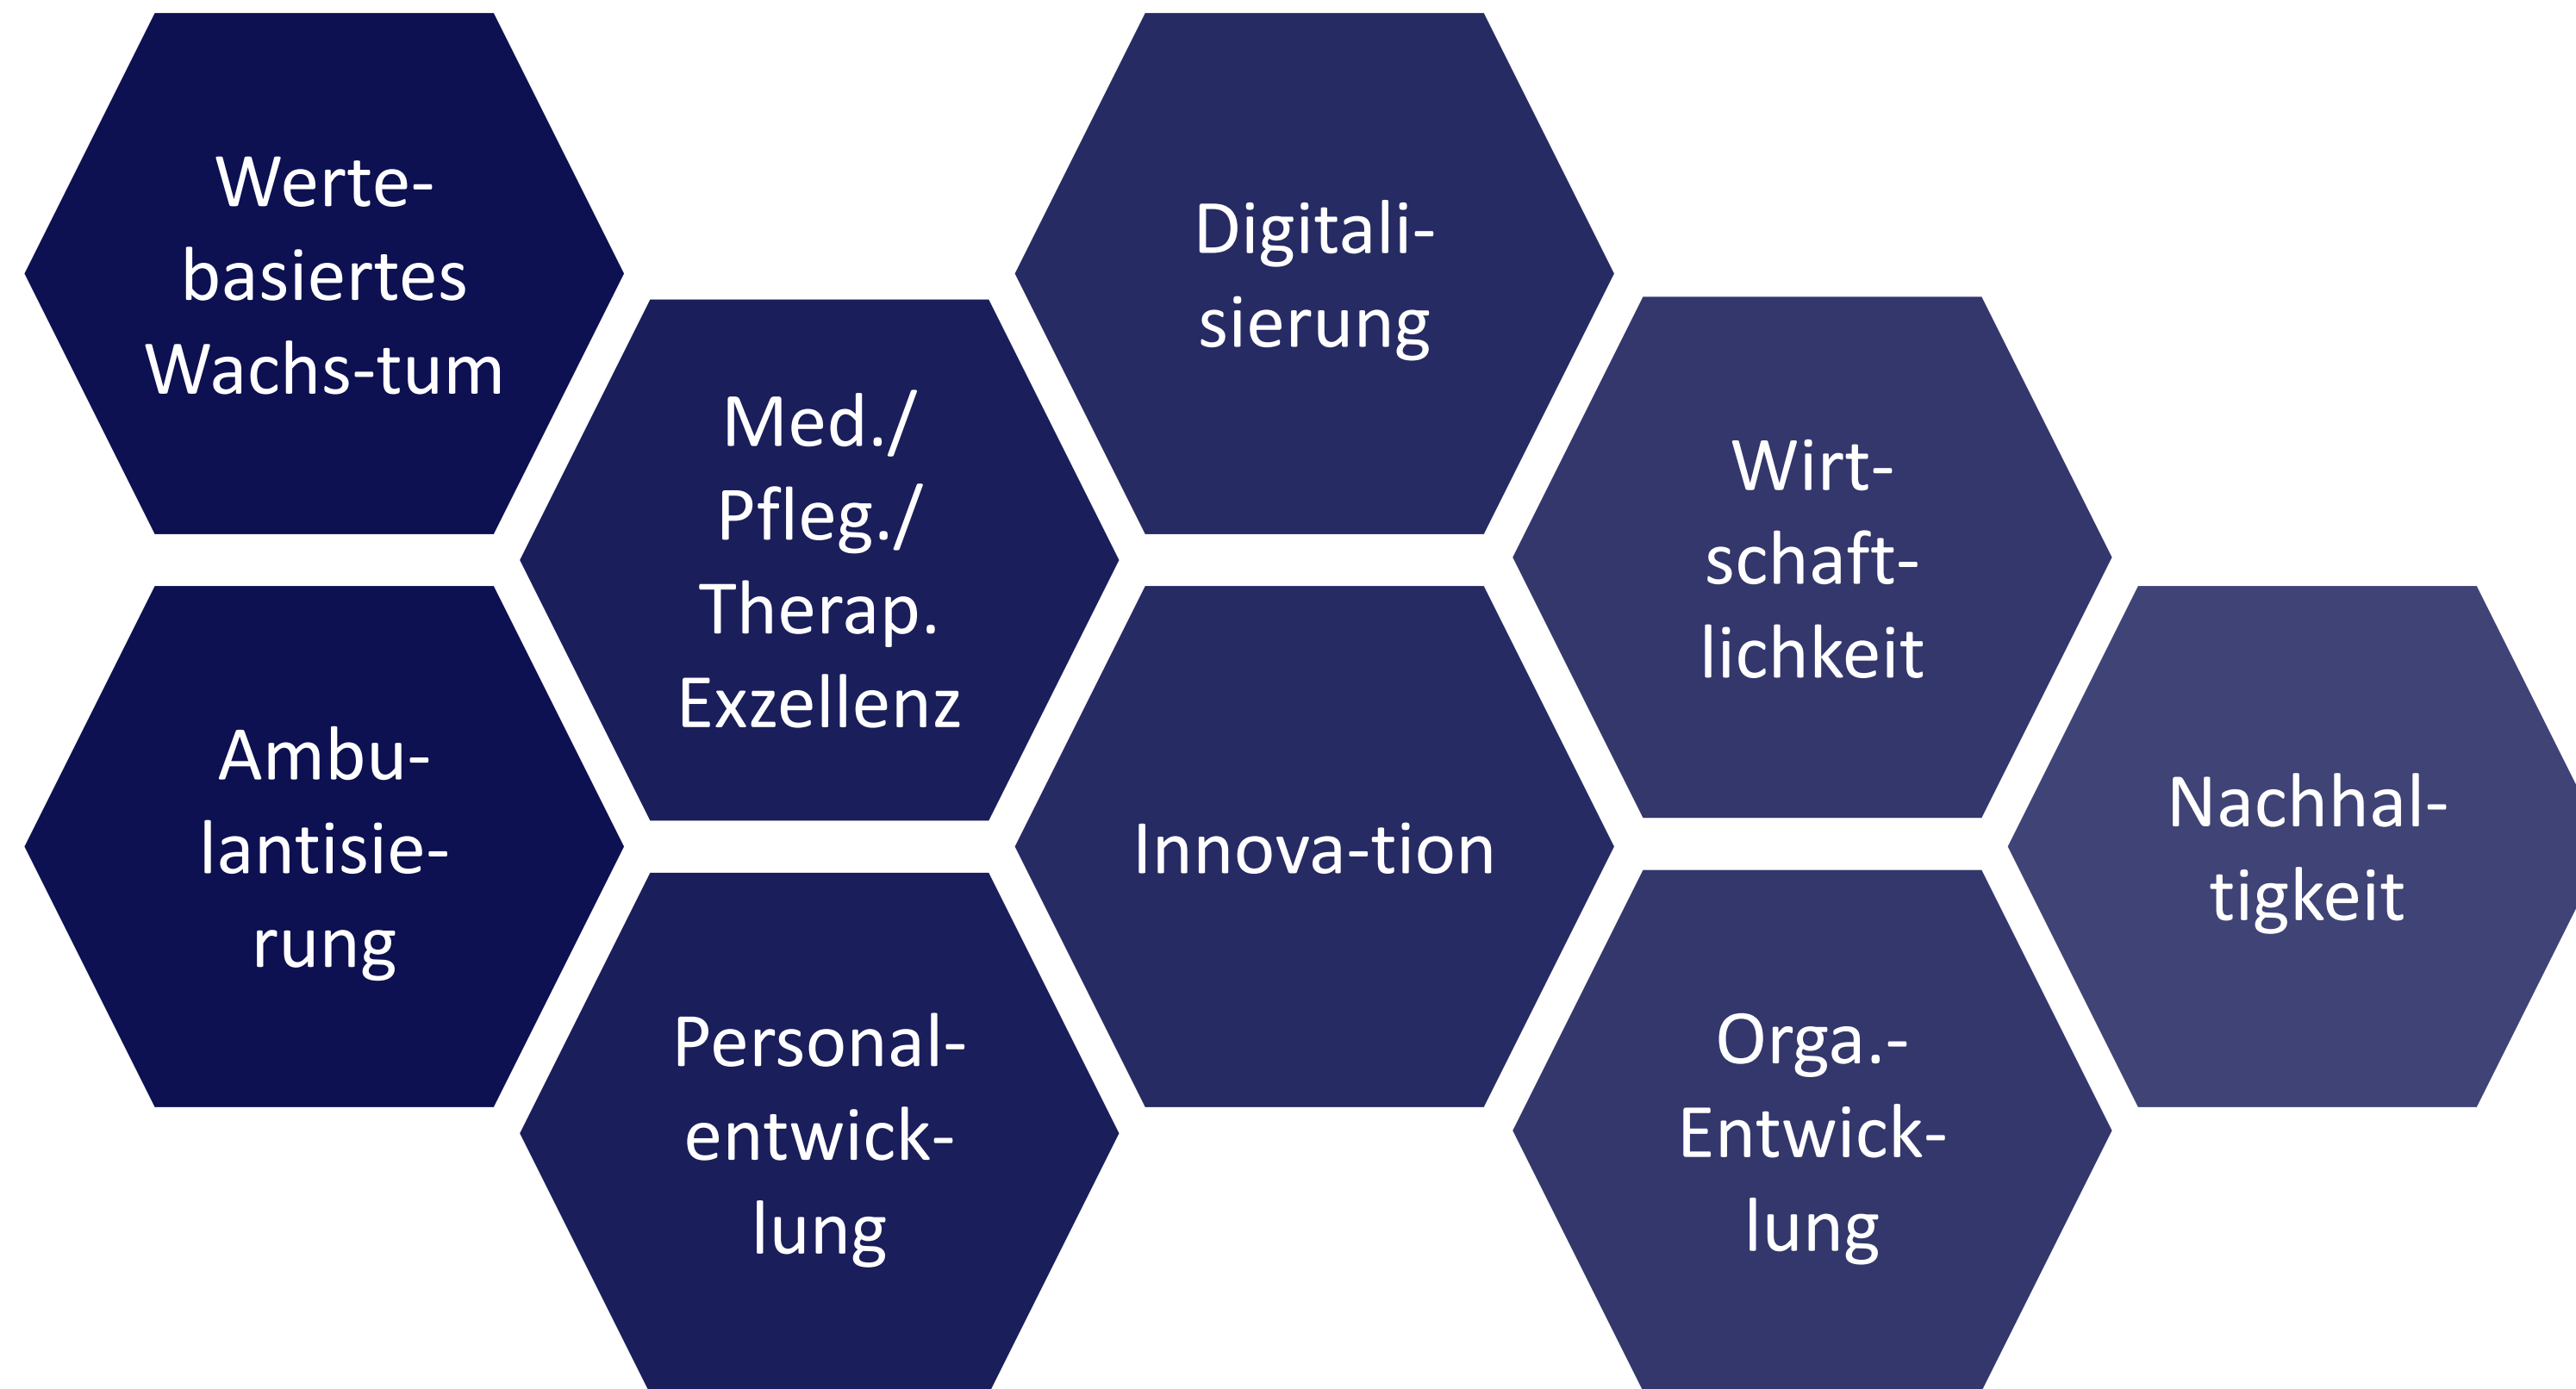 Werte-
basiertes
Wachs-tum
Ambu-
lantisie-
rung
Med./
Pfleg./
Therap.
Exzellenz
Personal-
entwick-
lung
Digitali-
sierung
Innova-tion
Wirt-
schaft-
lichkeit
Orga.-
Entwick-
lung
Nachhal-
tigkeit